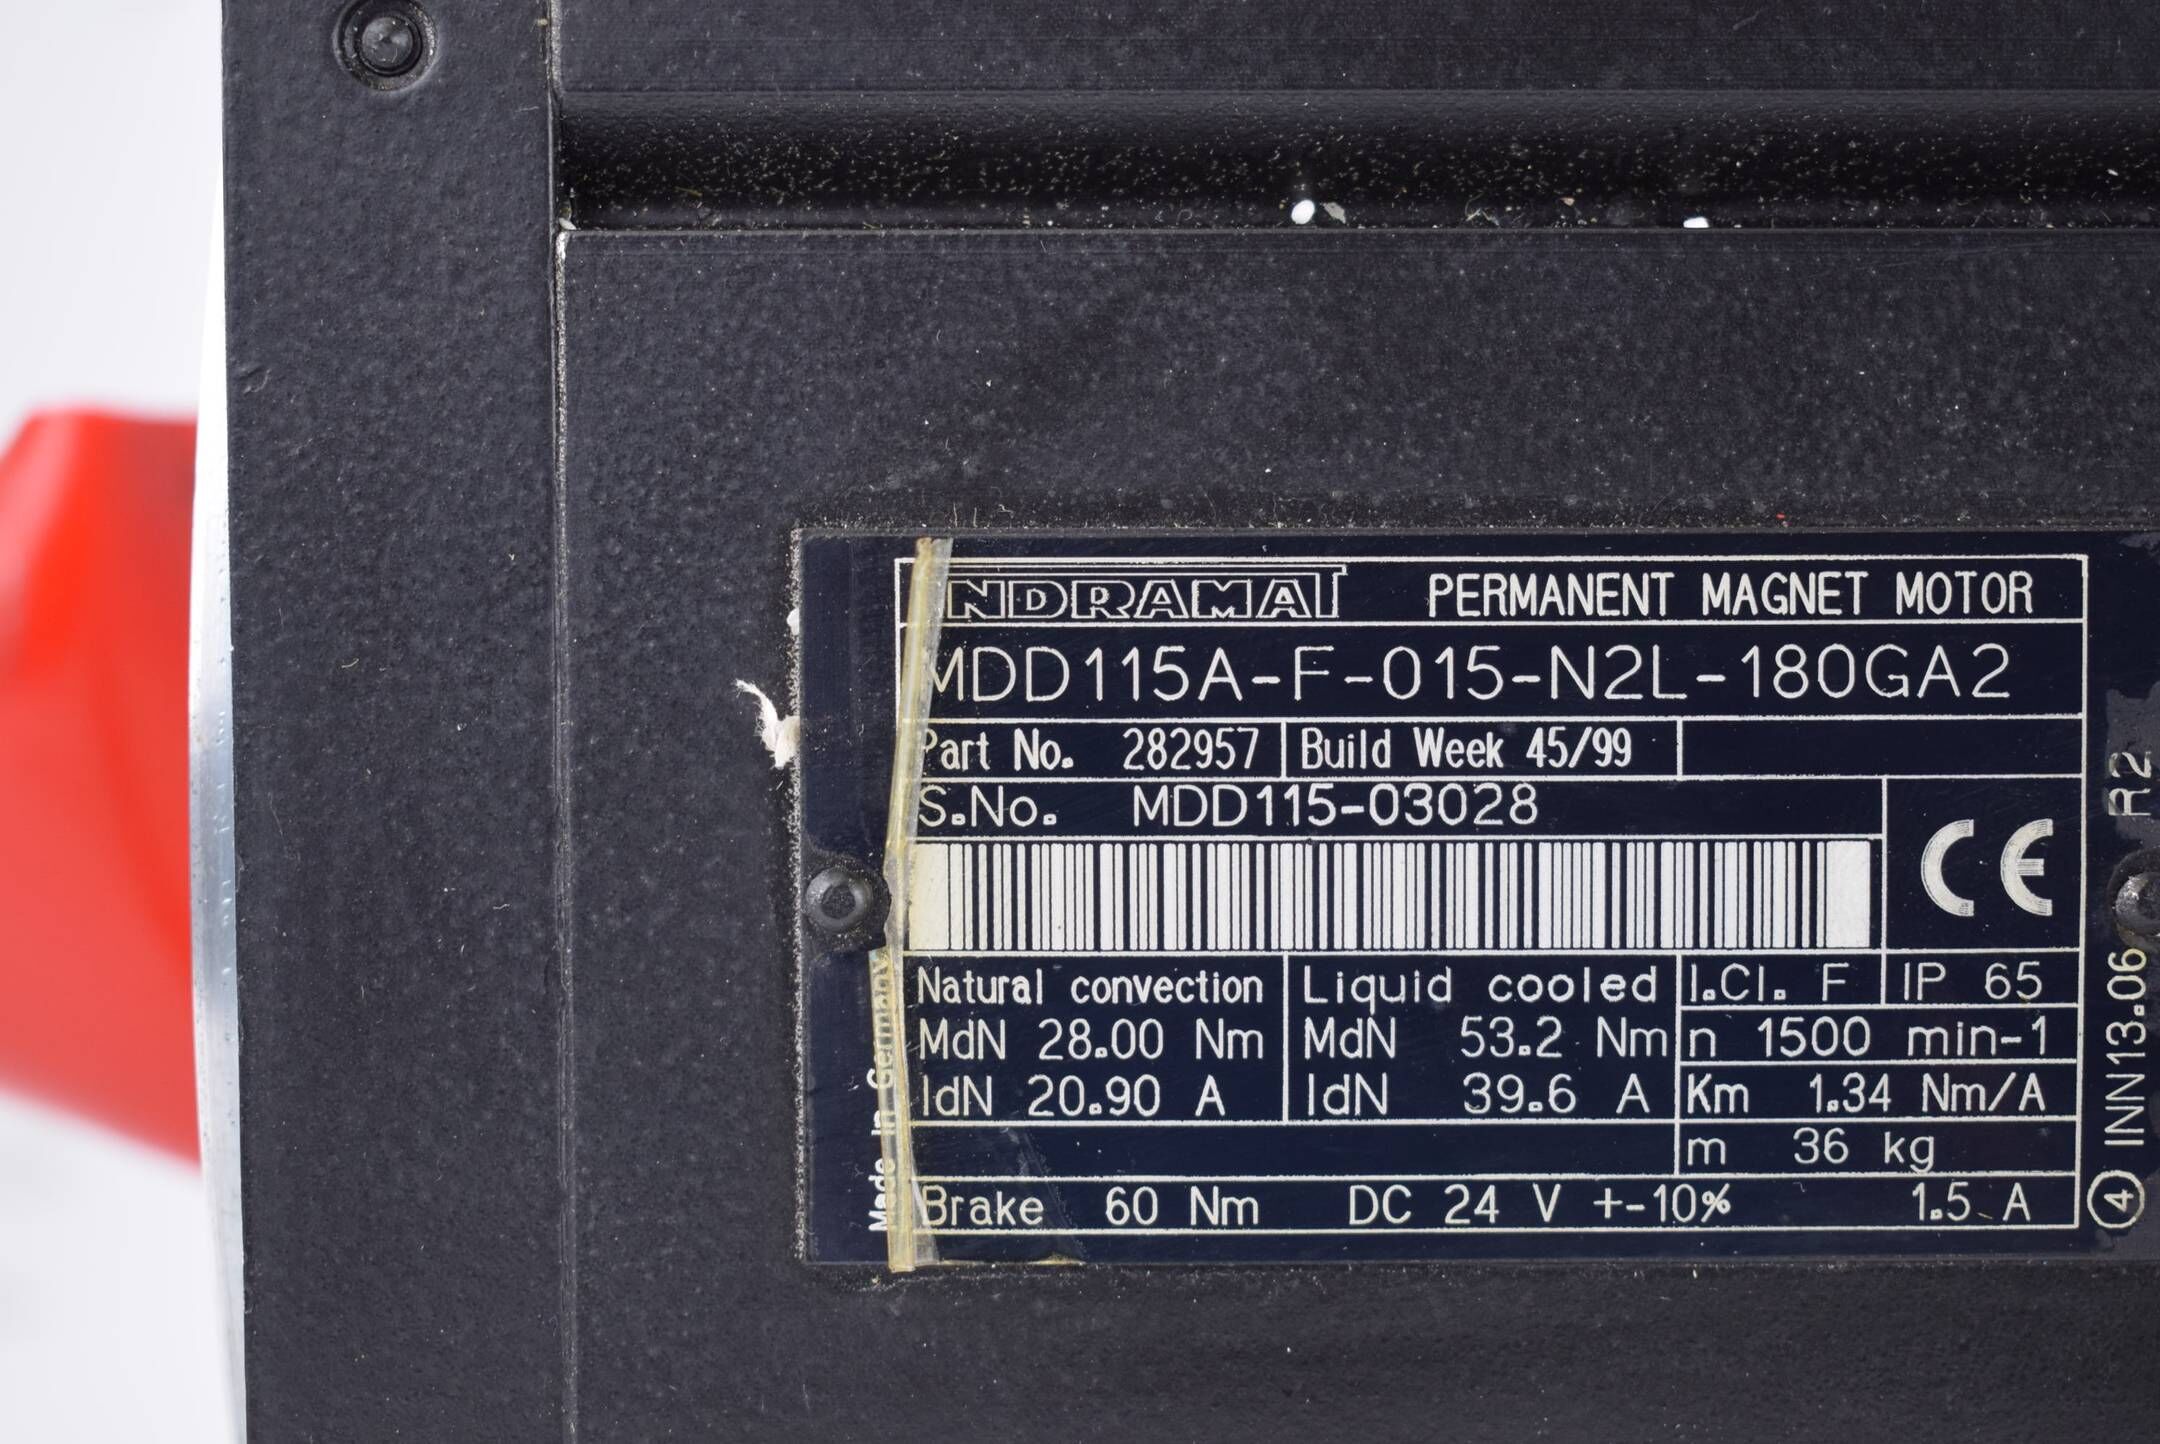 INDRAMAT PERMANENT MAGNET MOTOR
MDD115A-F-015-N2L-180GA2
Part No. 282957 Build Week 45/99
S.No. MDD115-03028
CE
Natural convection Liquid cooled I.Cl. F IP 65
MdN 28.00 Nm MdN 53.2 Nm n 1500 min-1
IdN 20.90 A IdN 39.6 A Km 1.34 Nm/A
m 36 kg
Brake 60 Nm DC 24 V +-10% 1.5 A
Made in Germany
4 INN13.06 R2